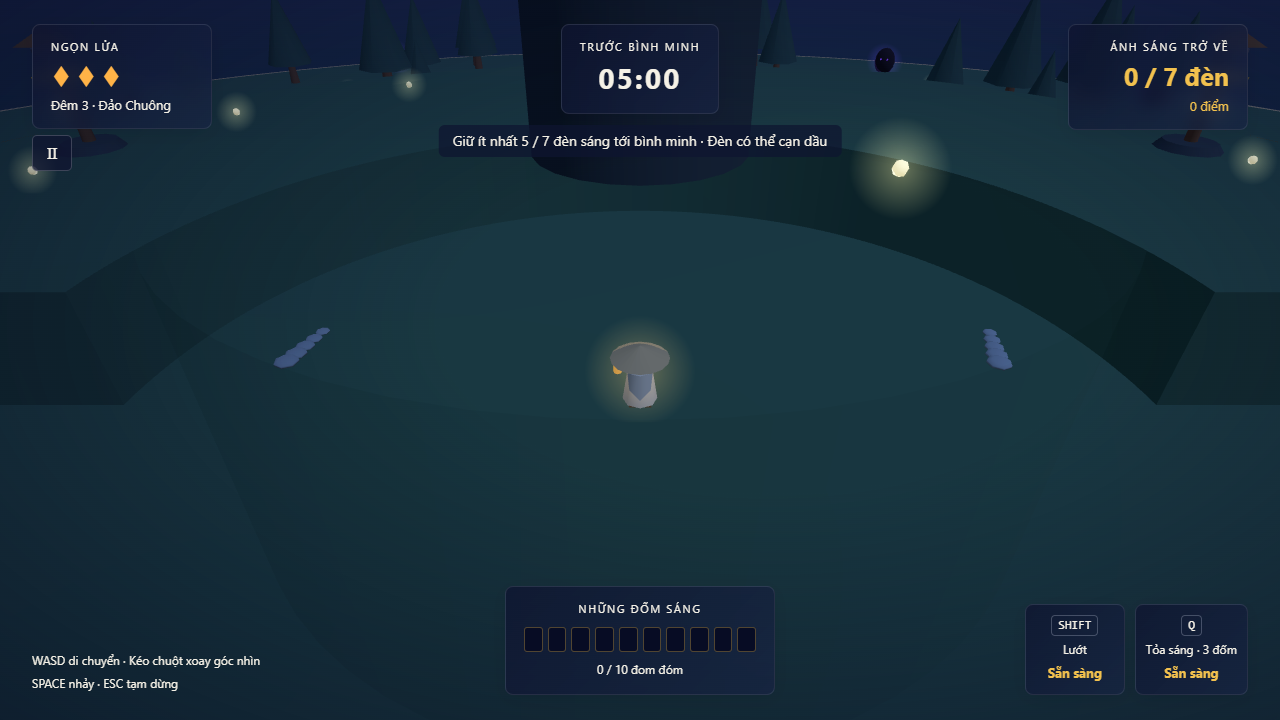 NGỌN LỬA
Đêm 3 · Đảo Chuông
II
TRƯỚC BÌNH MINH
05:00
Giữ ít nhất 5 / 7 đèn sáng tới bình minh · Đèn có thể cạn dầu
ÁNH SÁNG TRỞ VỀ
0 / 7 đèn
0 điểm
NHỮNG ĐỐM SÁNG
0 / 10 đom đóm
WASD di chuyển · Kéo chuột xoay góc nhìn
SPACE nhảy · ESC tạm dừng
SHIFT
Lướt
Sẵn sàng
Q
Tỏa sáng · 3 đốm
Sẵn sàng